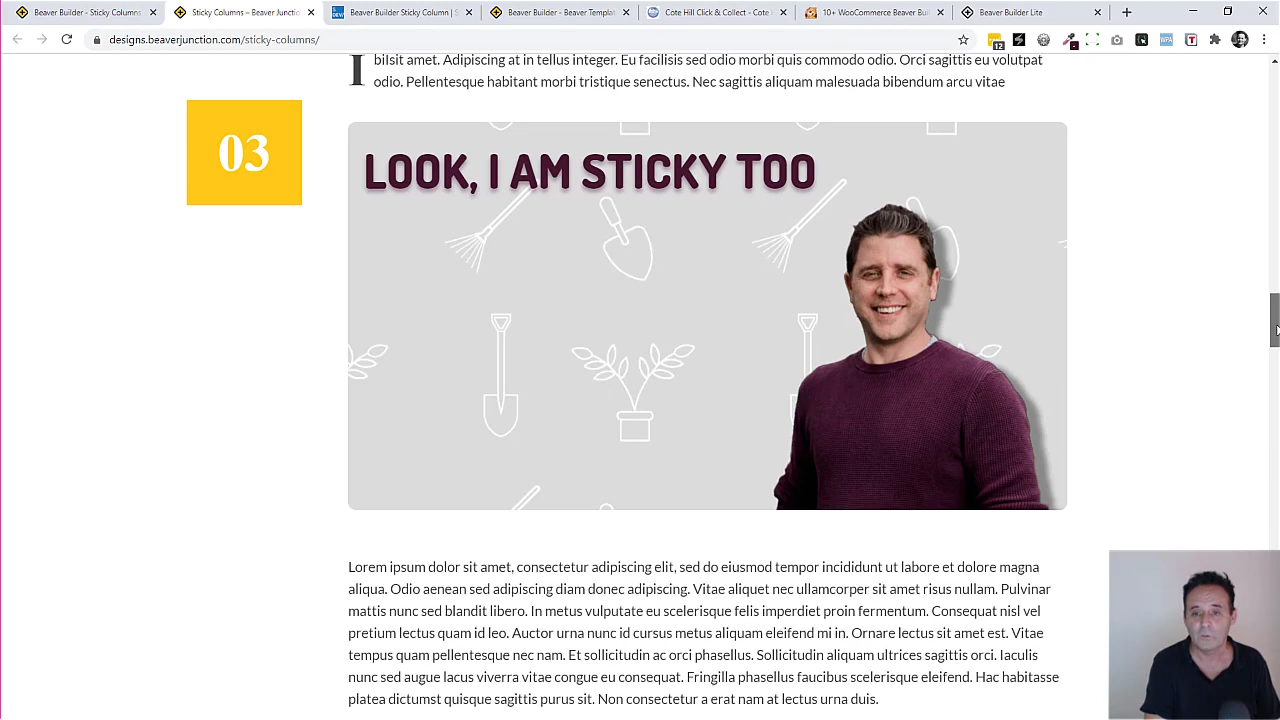 Beaver Builder - Sticky Columns
Sticky Columns – Beaver Juncti
Beaver Builder Sticky Column | S
Beaver Builder - Beaver Templat
Cote Hill Click & Collect - Cote
10+ WooCommerce Beaver Bui
Beaver Builder Lite
designs.beaverjunction.com/sticky-columns/
12
DEV
WPA
T
bilsit amet. Adipiscing at in tellus integer. Eu facilisis sed odio morbi quis commodo odio. Orci sagittis eu volutpat
odio. Pellentesque habitant morbi tristique senectus. Nec sagittis aliquam malesuada bibendum arcu vitae
03
LOOK, I AM STICKY TOO
Lorem ipsum dolor sit amet, consectetur adipiscing elit, sed do eiusmod tempor incididunt ut labore et dolore magna
aliqua. Odio aenean sed adipiscing diam donec adipiscing. Vitae aliquet nec ullamcorper sit amet risus nullam. Pulvinar
mattis nunc sed blandit libero. In metus vulputate eu scelerisque felis imperdiet proin fermentum. Consequat nisl vel
pretium lectus quam id leo. Auctor urna nunc id cursus metus aliquam eleifend mi in. Ornare lectus sit amet est. Vitae
tempus quam pellentesque nec nam. Et sollicitudin ac orci phasellus. Sollicitudin aliquam ultrices sagittis orci. Iaculis
nunc sed augue lacus viverra vitae congue eu consequat. Fringilla phasellus faucibus scelerisque eleifend. Hac habitasse
platea dictumst quisque sagittis purus sit. Non consectetur a erat nam at lectus urna duis.